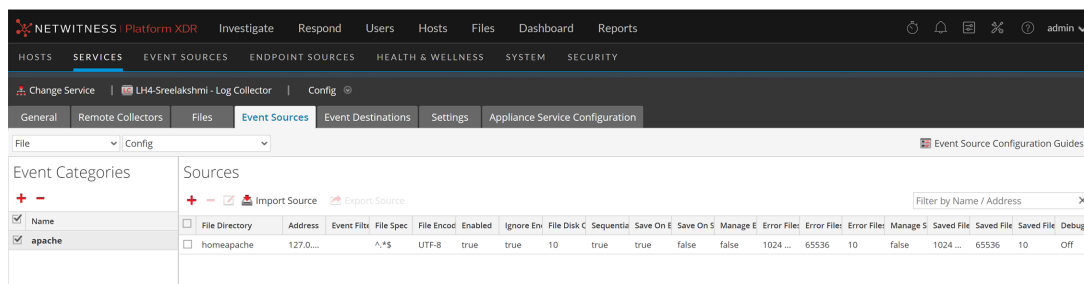 NETWITNESS | Platform XDR Investigate Respond Users Hosts Files Dashboard Reports admin
HOSTS SERVICES EVENT SOURCES ENDPOINT SOURCES HEALTH & WELLNESS SYSTEM SECURITY
Change Service | LH4-Sreelakshmi - Log Collector | Config
General Remote Collectors Files Event Sources Event Destinations Settings Appliance Service Configuration
File Config Event Source Configuration Guides
Event Categories Sources
Import Source Export Source Filter by Name / Address
Name File Directory Address Event Filte File Spec File Encod Enabled Ignore En File Disk Sequentia Save On E Save On S Manage E Error Files Error Files Error Files Manage S Saved File Saved File Saved File Debug
apache homeapache 127.0.... ^.*$ UTF-8 true true 10 true true false false 1024 ... 65536 10 false 1024 ... 65536 10 Off